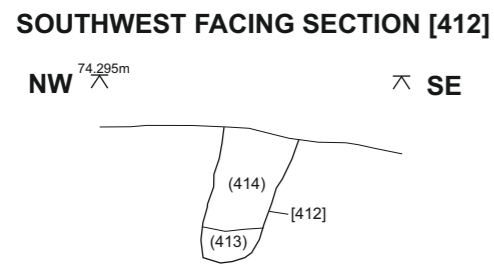 SOUTHWEST FACING SECTION [412]
74.295m
NW SE
(414)
[412]
(413)